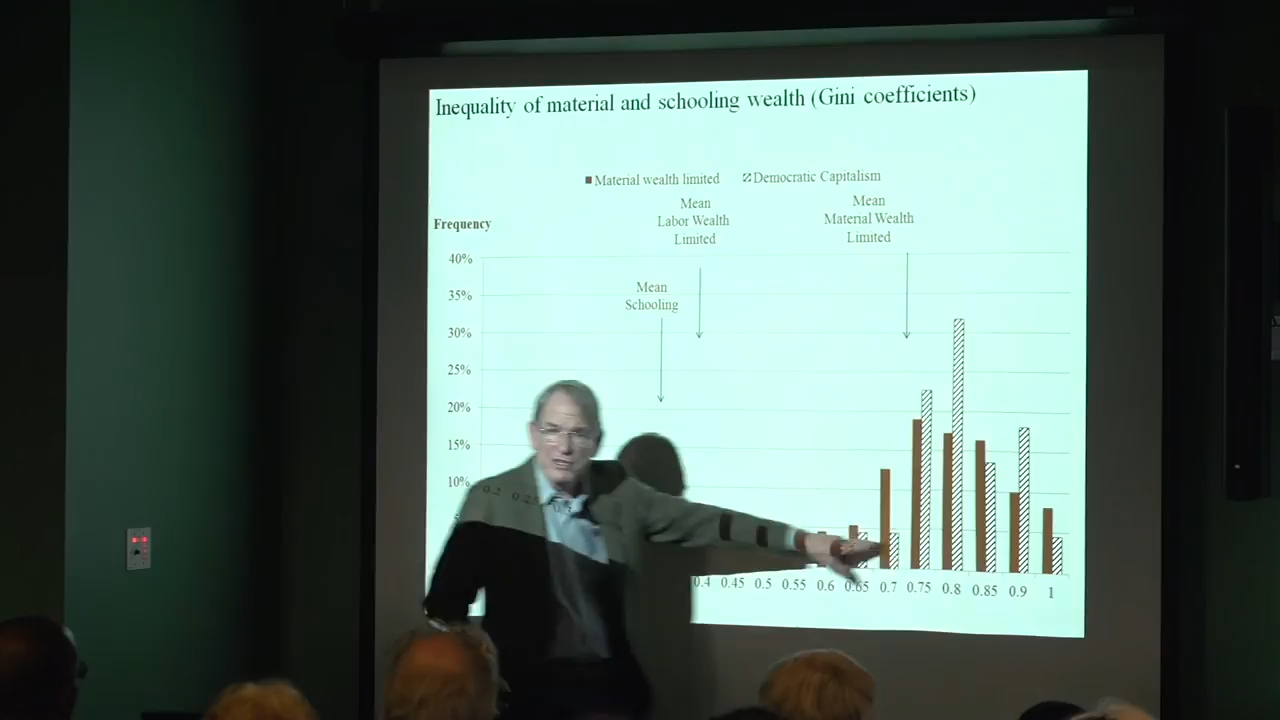 Inequality of material and schooling wealth (Gini coefficients)
Material wealth limited
Democratic Capitalism
Mean
Labor Wealth
Limited
Mean
Material Wealth
Limited
Frequency
Mean
Schooling
40%
35%
30%
25%
20%
15%
10%
0.2
0.4 0.45 0.5 0.55 0.6 0.65 0.7 0.75 0.8 0.85 0.9 1